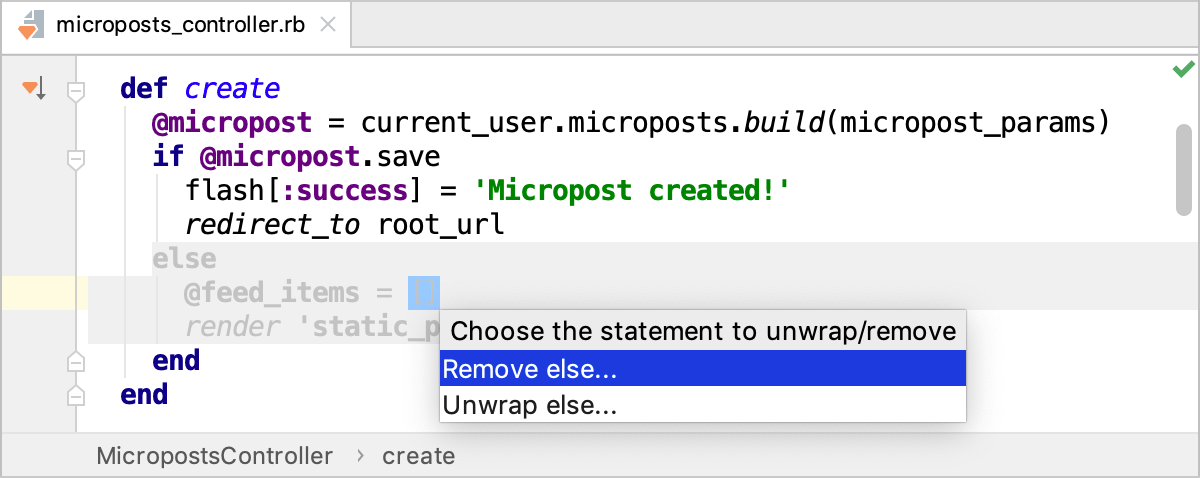 microposts_controller.rb
def create
@micropost = current_user.microposts.build(micropost_params)
if @micropost.save
flash[:success] = 'Micropost created!'
redirect_to root_url
else
@feed_items = []
render 'static_p
Choose the statement to unwrap/remove
Remove else...
Unwrap else...
end
end
MicropostsController › create